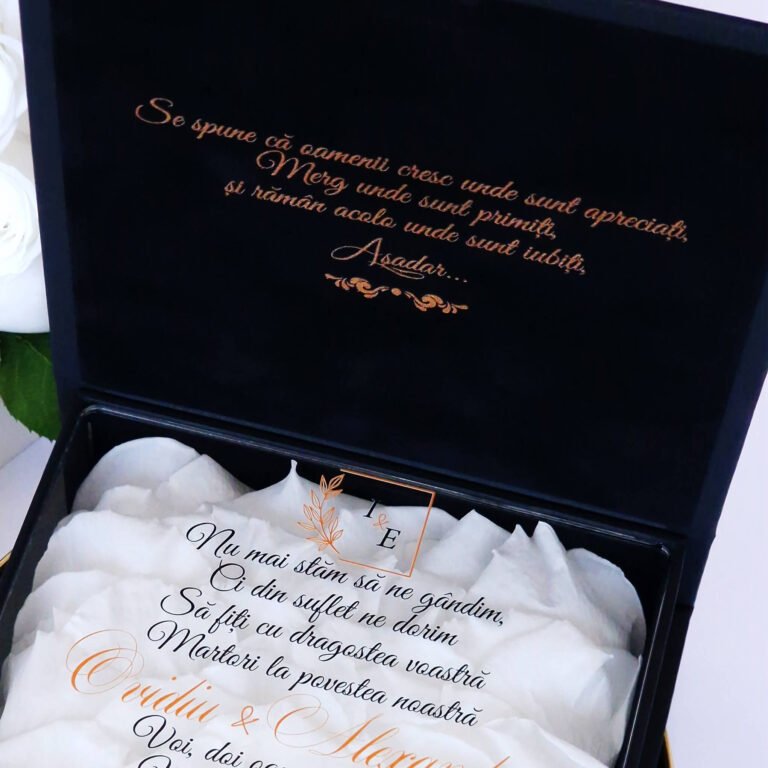 Se spune că oamenii cresc unde sunt apreciați,
Merg unde sunt primiți,
și rămân acolo unde sunt iubiți,
Așadar...
I
&
E
Nu mai stăm să ne gândim,
Ci din suflet ne dorim
Să fiți cu dragostea voastră
Martori la povestea noastră
Ovidiu &
Voi, doi